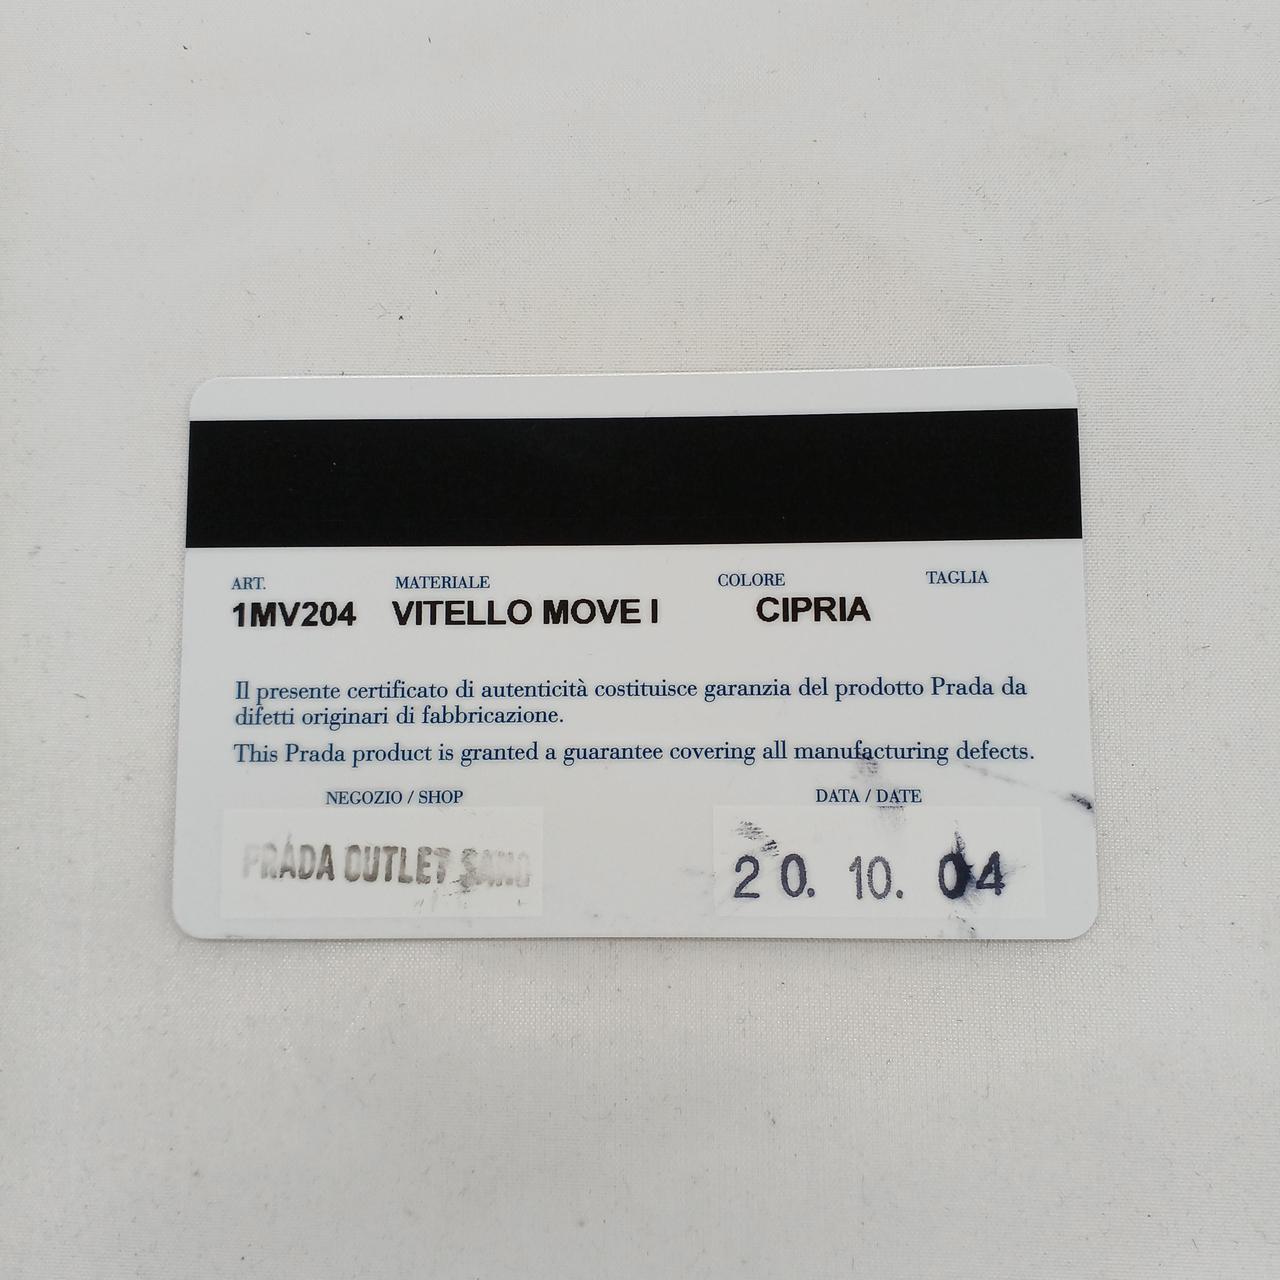 ART. MATERIALE COLORE TAGLIA
1MV204 VITELLO MOVE I CIPRIA
Il presente certificato di autenticità costituisce garanzia del prodotto Prada da
difetti originari di fabbricazione.
This Prada product is granted a guarantee covering all manufacturing defects.
NEGOZIO / SHOP DATA / DATE
PRADA OUTLET SANO 20. 10. 04